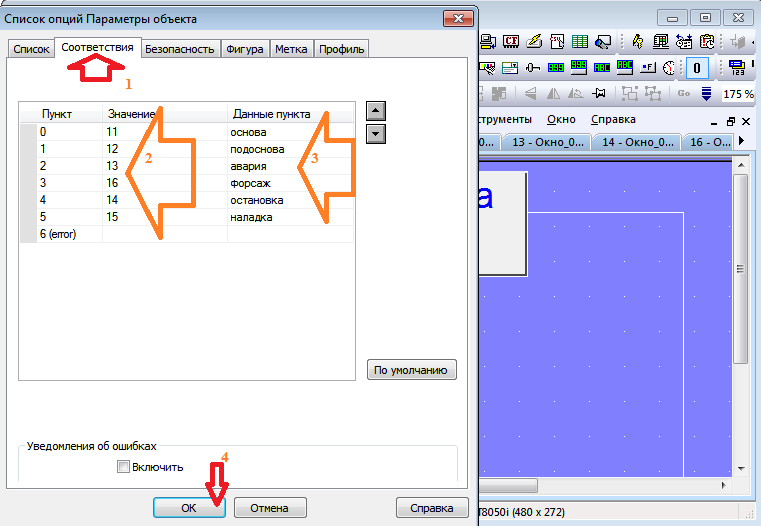 Список опций Параметры объекта
Список Соответствия Безопасность Фигура Метка Профиль
1
Пункт Значение Данные пункта
0 11 основа
1 12 подоснова
2 13 авария
3 16 форсаж
4 14 остановка
5 15 наладка
6 (error)
2
3
По умолчанию
Уведомления об ошибках
Включить
4
OK Отмена Справка
CF
0
123
Go
175 %
струменты Окно Справка
0... 13 - Окно_0... 14 - Окно_0... 16 - О
а
T8050i (480 x 272)